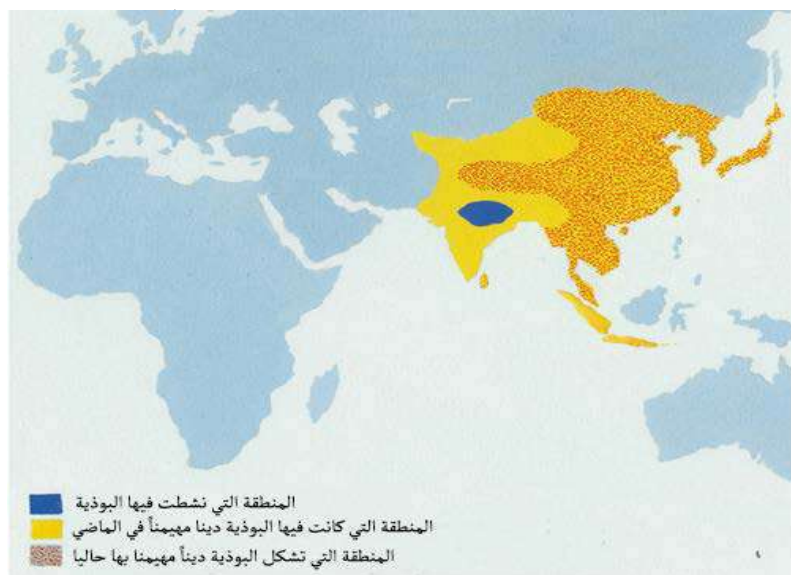 المنطقة التي نشطت فيها البوذية
المنطقة التي كانت فيها البوذية دينا مهيمناً في الماضي
المنطقة التي تشكل البوذية ديناً مهيمنا بها حاليا
٤